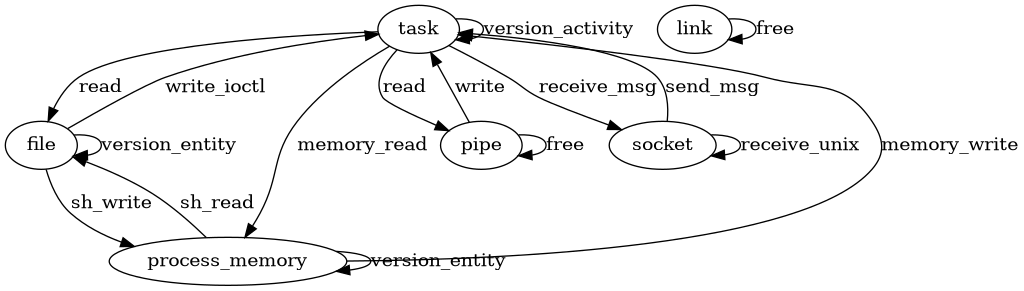 task
version_activity
link
free
read
write_ioctl
read
write
receive_msg
send_msg
file
version_entity
memory_read
pipe
free
socket
receive_unix
memory_write
sh_write
sh_read
process_memory
version_entity